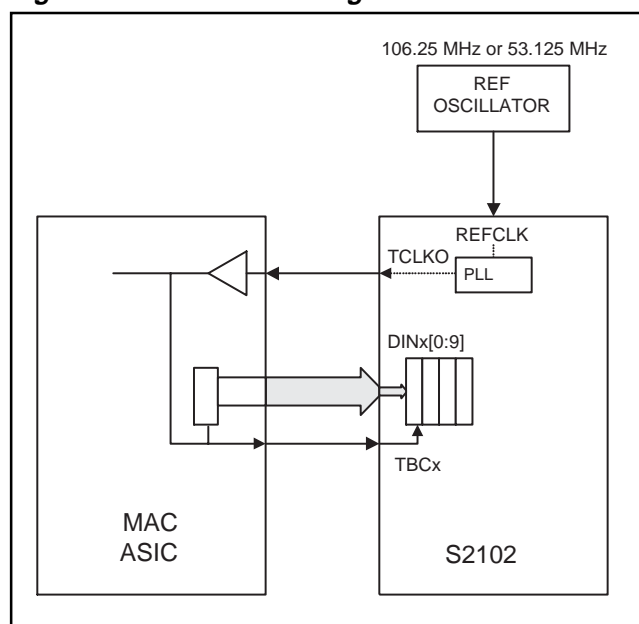 106.25 MHz or 53.125 MHz
REF
OSCILLATOR
REFCLK
TCLKO
PLL
DINx[0:9]
TBCx
MAC
ASIC
S2102